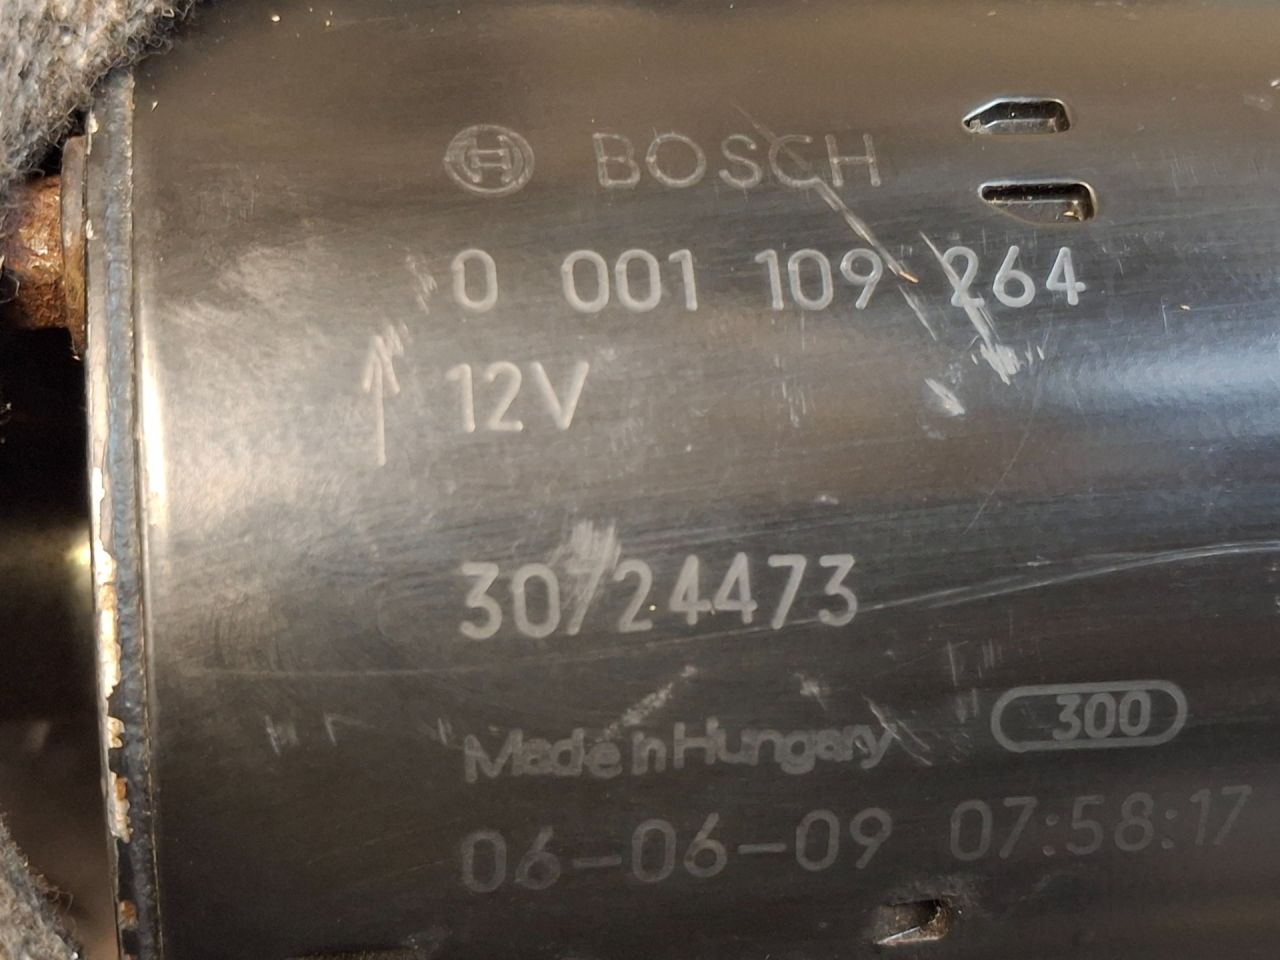 H BOSCH
0 001 109 264
12V
30724473
Made in Hungary 300
06-06-09 07:58:17